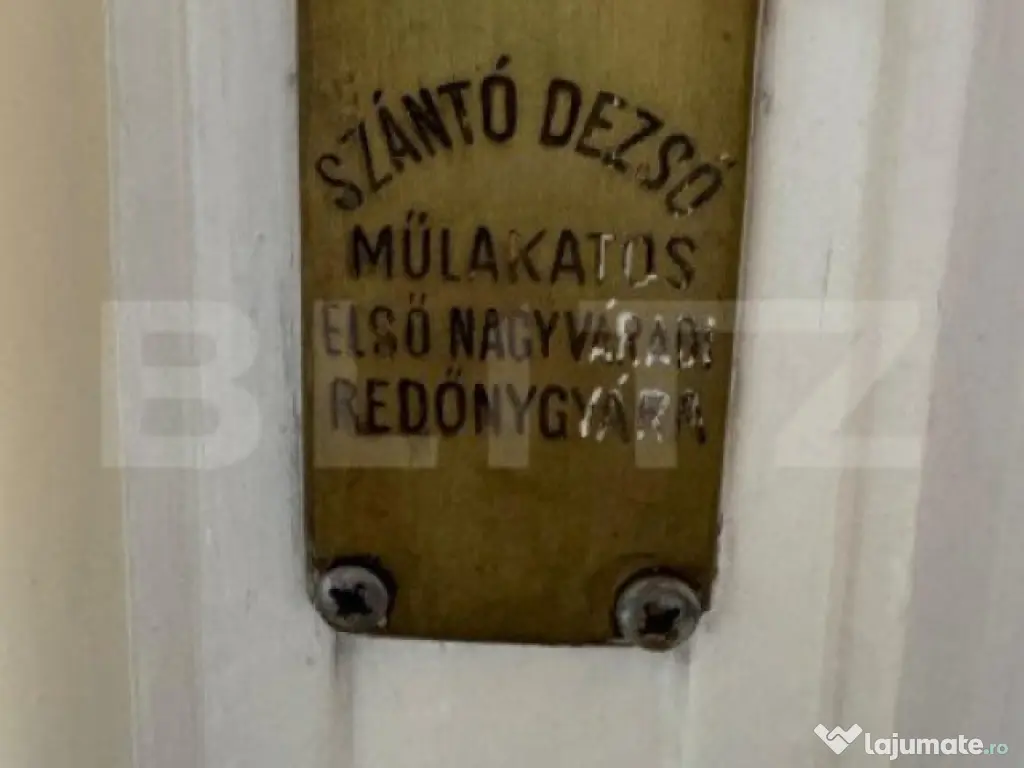 SZÁNTÓ DEZSŐ
MŰLAKATOS
ELSŐ NAGYVÁRADI
REDŐNYGYÁRA
BLITZ
lajumate.ro